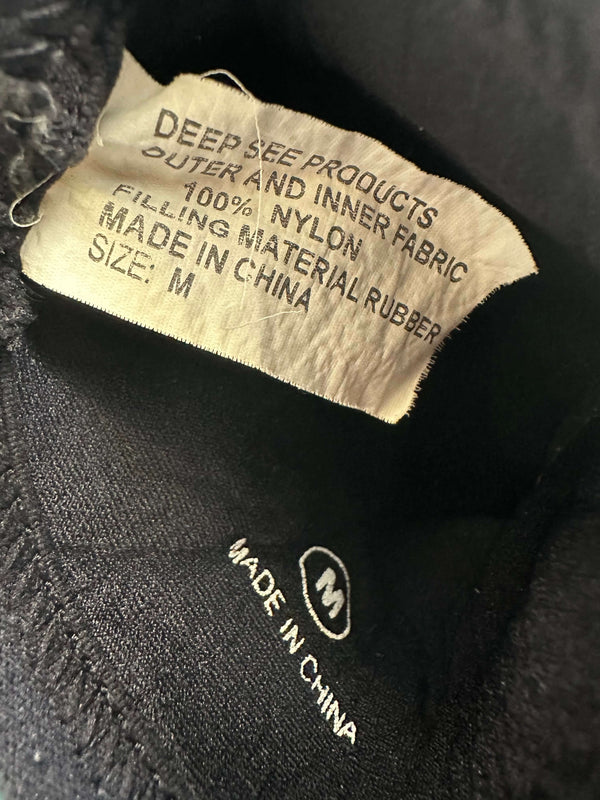 DEEP SEE PRODUCTS
OUTER AND INNER FABRIC
100% NYLON
FILLING MATERIAL RUBBER
MADE IN CHINA
SIZE: M
M
MADE IN CHINA